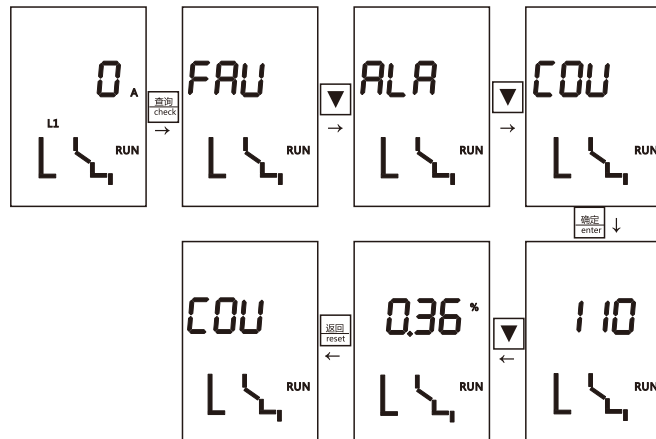 0 A
L1
RUN
查询
check
→
FAU
RUN
▼
→
ALA
RUN
▼
→
COU
RUN
确定
enter
↓
110
RUN
▼
←
0.36 %
RUN
返回
reset
←
COU
RUN